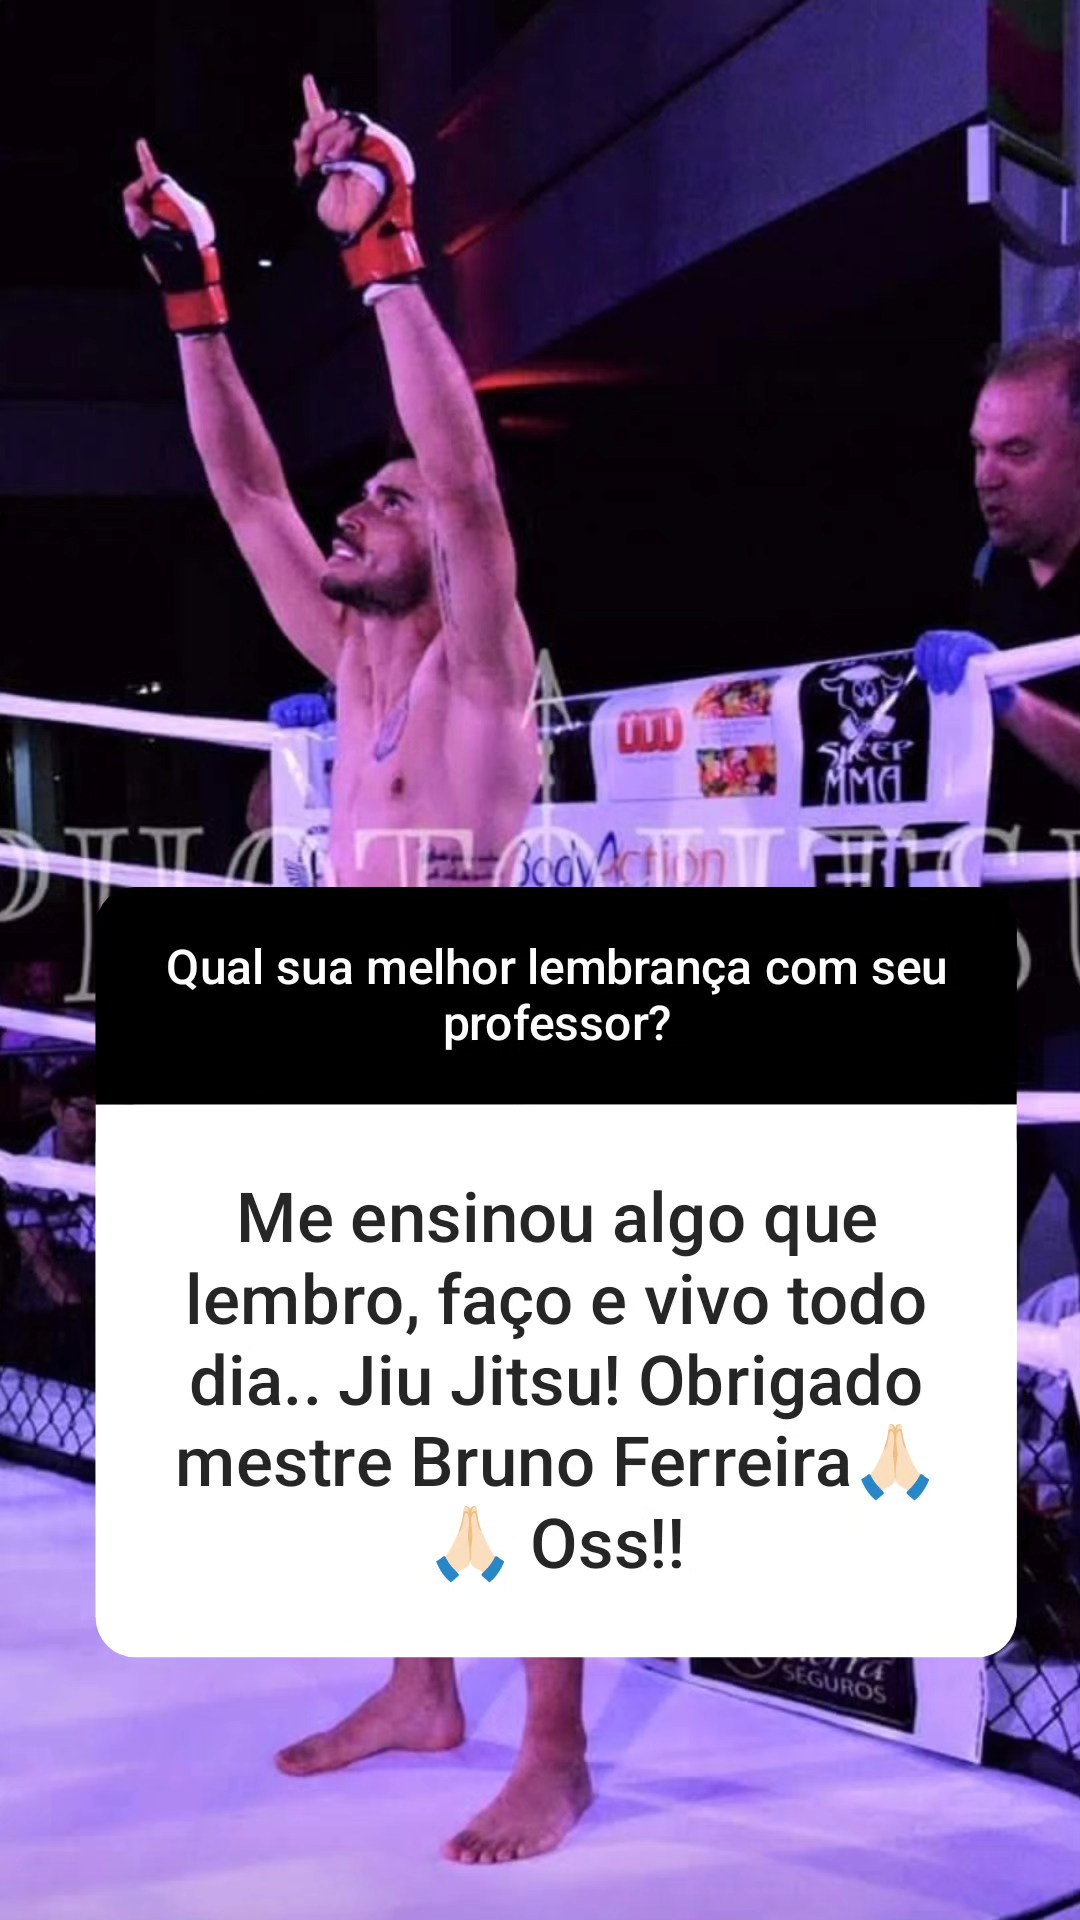 SHEEP
MMA
BodyAction
Qual sua melhor lembrança com seu
professor?
Me ensinou algo que
lembro, faço e vivo todo
dia.. Jiu Jitsu! Obrigado
mestre Bruno Ferreira🙏🏻
🙏🏻 Oss!!
SEGUROS